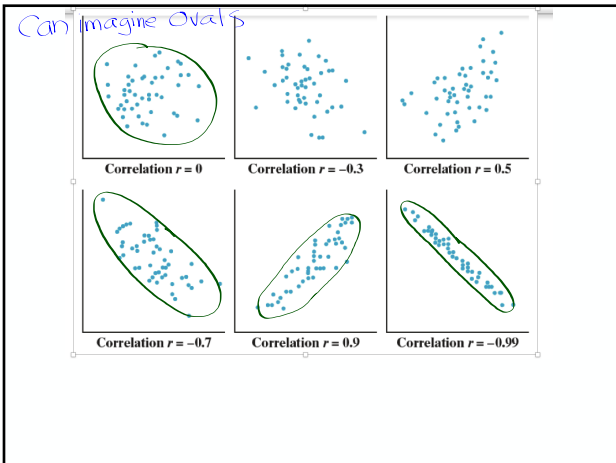 Can imagine Ovals
Correlation r = 0
Correlation r = −0.3
Correlation r = 0.5
Correlation r = −0.7
Correlation r = 0.9
Correlation r = −0.99